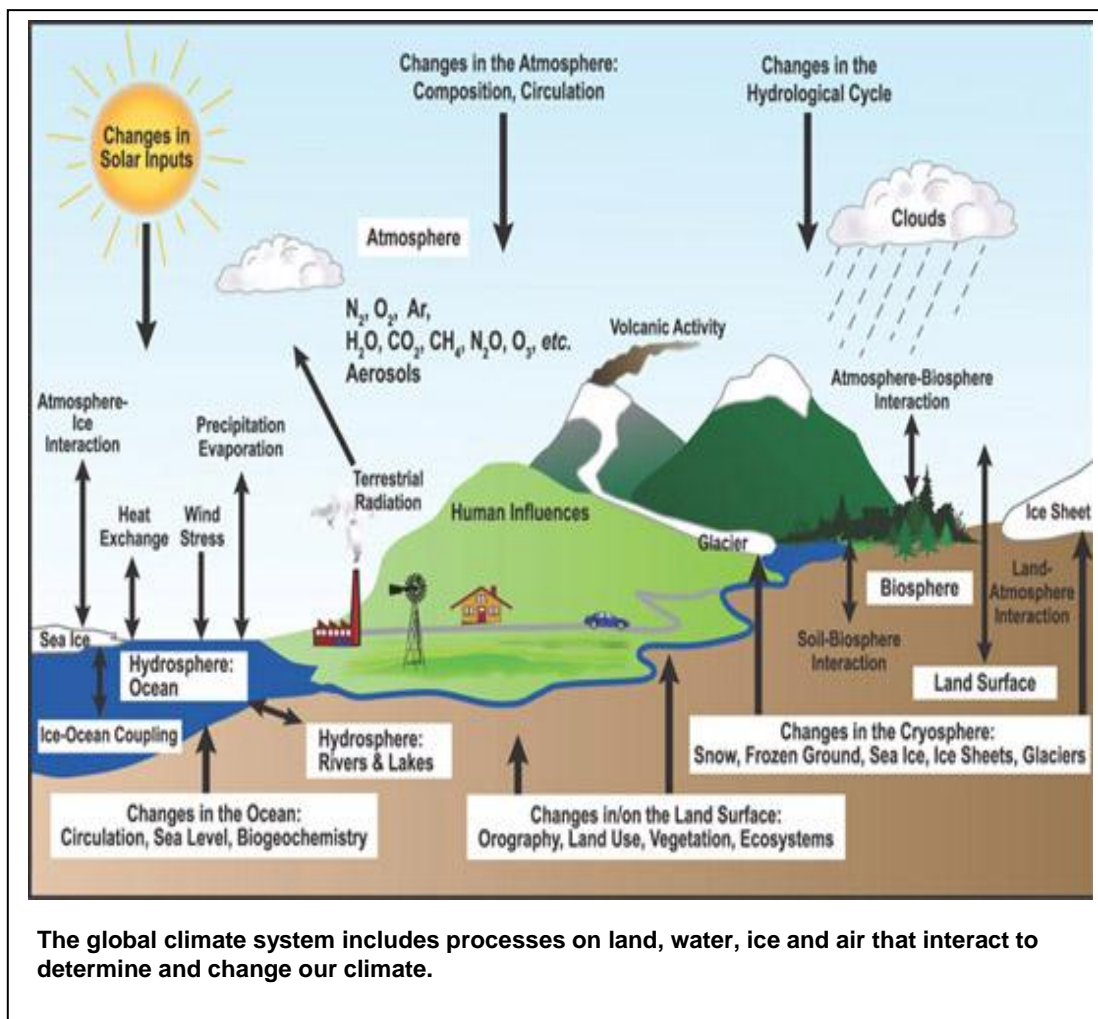 Changes in the Atmosphere:
Composition, Circulation
Changes in the
Hydrological Cycle
Changes in
Solar Inputs
Clouds
Atmosphere
N₂, O₂, Ar,
H₂O, CO₂, CH₄, N₂O, O₃, etc.
Aerosols
Volcanic Activity
Atmosphere-Biosphere
Interaction
Atmosphere-
Ice
Interaction
Precipitation
Evaporation
Terrestrial
Radiation
Heat
Exchange
Wind
Stress
Human Influences
Glacier
Ice Sheet
Biosphere
Land-
Atmosphere
Interaction
Soil-Biosphere
Interaction
Land Surface
Sea Ice
Hydrosphere:
Ocean
Ice-Ocean Coupling
Hydrosphere:
Rivers & Lakes
Changes in the Cryosphere:
Snow, Frozen Ground, Sea Ice, Ice Sheets, Glaciers
Changes in the Ocean:
Circulation, Sea Level, Biogeochemistry
Changes in/on the Land Surface:
Orography, Land Use, Vegetation, Ecosystems
The global climate system includes processes on land, water, ice and air that interact to
determine and change our climate.